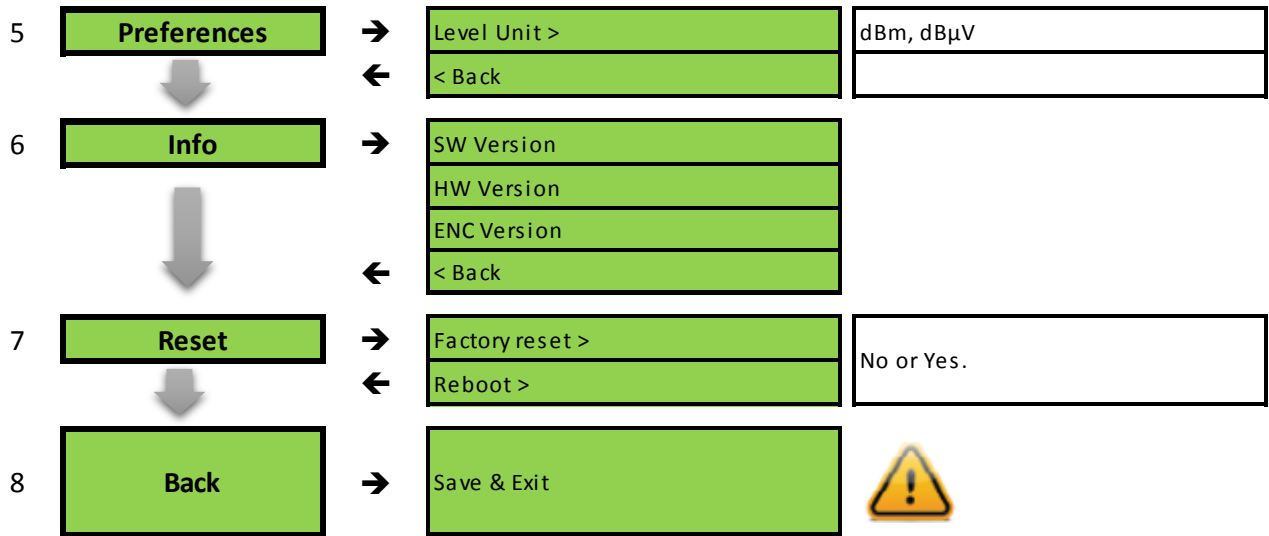 5 Preferences → Level Unit > dBm, dBµV
← < Back
6 Info → SW Version
HW Version
ENC Version
← < Back
7 Reset → Factory reset > No or Yes.
← Reboot >
8 Back → Save & Exit